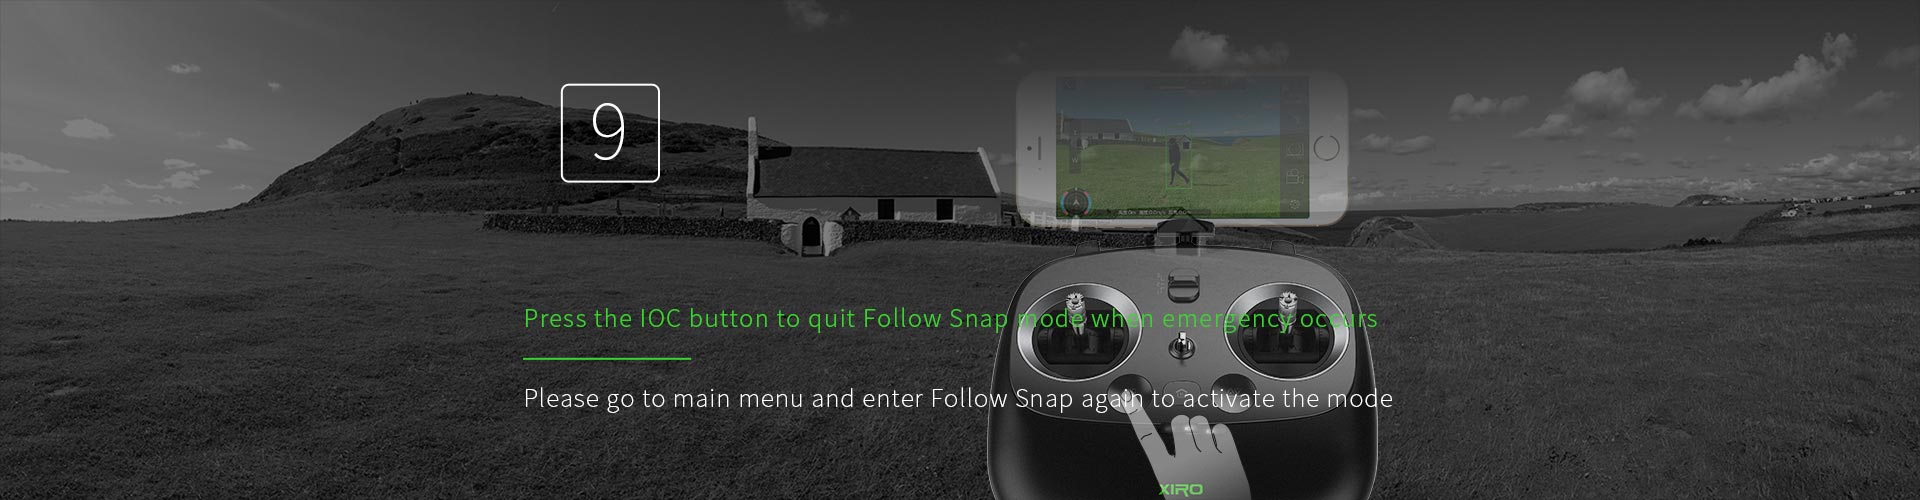 9
Press the IOC button to quit Follow Snap mode when emergency occurs
Please go to main menu and enter Follow Snap again to activate the mode
XIRO